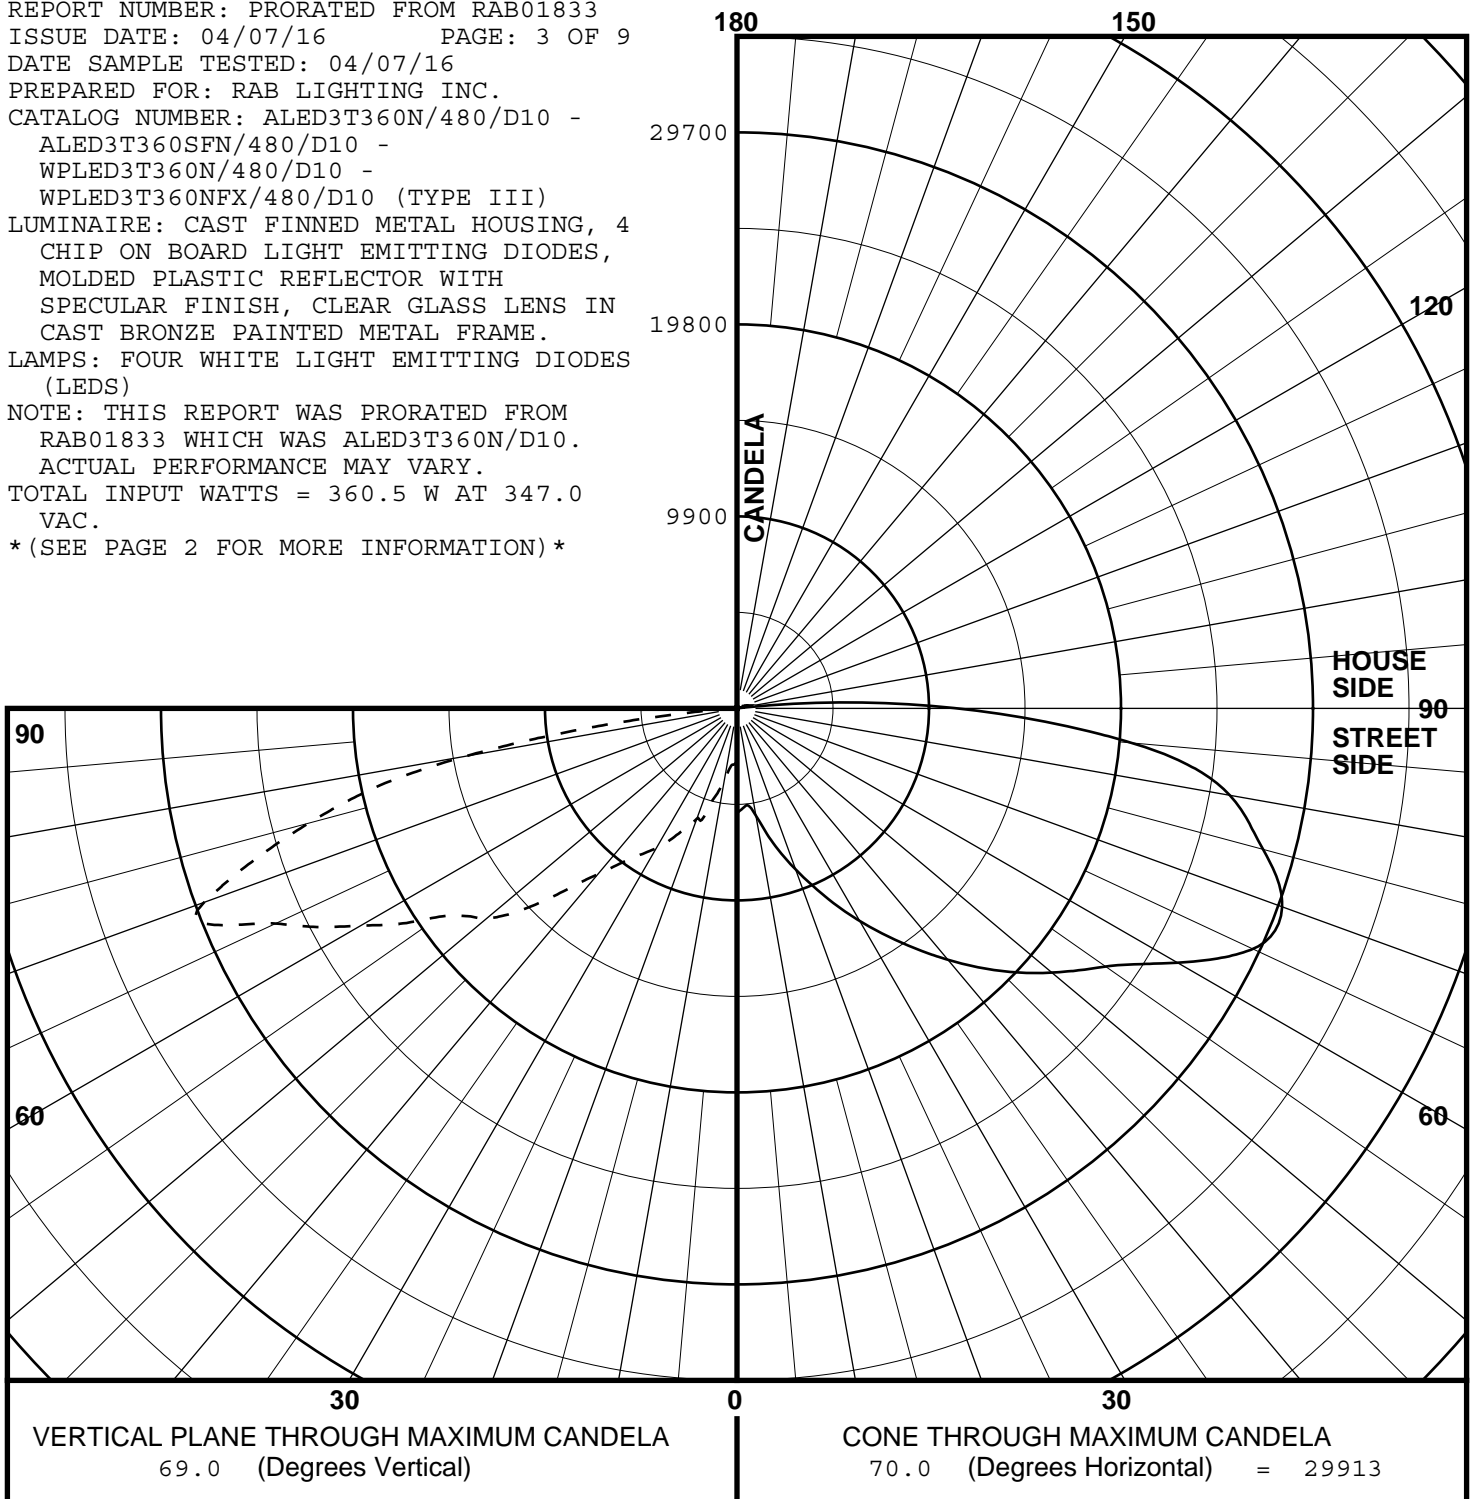 REPORT NUMBER: PRORATED FROM RAB01833
ISSUE DATE: 04/07/16 PAGE: 3 OF 9
DATE SAMPLE TESTED: 04/07/16
PREPARED FOR: RAB LIGHTING INC.
CATALOG NUMBER: ALED3T360N/480/D10 -
ALED3T360SFN/480/D10 -
WPLED3T360N/480/D10 -
WPLED3T360NFX/480/D10 (TYPE III)
LUMINAIRE: CAST FINNED METAL HOUSING, 4
CHIP ON BOARD LIGHT EMITTING DIODES,
MOLDED PLASTIC REFLECTOR WITH
SPECULAR FINISH, CLEAR GLASS LENS IN
CAST BRONZE PAINTED METAL FRAME.
LAMPS: FOUR WHITE LIGHT EMITTING DIODES
(LEDS)
NOTE: THIS REPORT WAS PRORATED FROM
RAB01833 WHICH WAS ALED3T360N/D10.
ACTUAL PERFORMANCE MAY VARY.
TOTAL INPUT WATTS = 360.5 W AT 347.0
VAC.
*(SEE PAGE 2 FOR MORE INFORMATION)*
180
150
29700
120
19800
CANDELA
9900
HOUSE
SIDE
90
STREET
SIDE
90
60
60
30
0
30
VERTICAL PLANE THROUGH MAXIMUM CANDELA
69.0 (Degrees Vertical)
CONE THROUGH MAXIMUM CANDELA
70.0 (Degrees Horizontal) = 29913